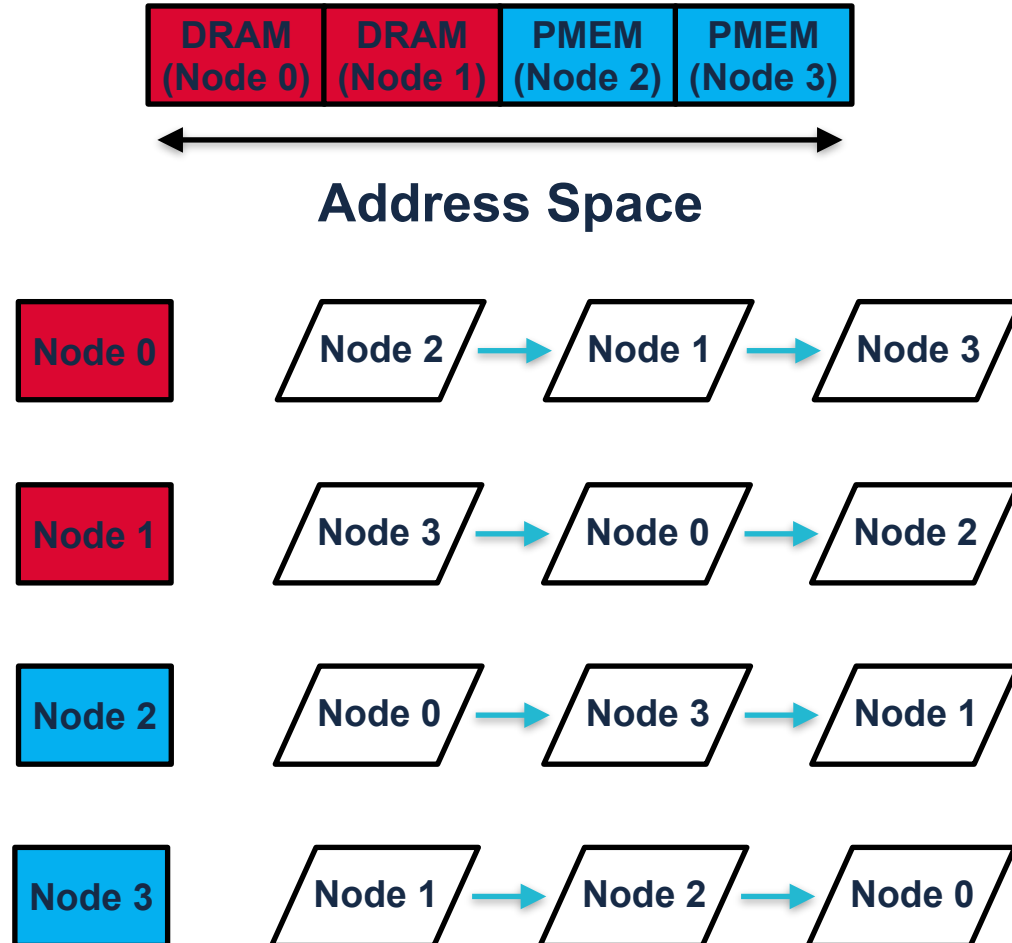 DRAM DRAM PMEM PMEM
(Node 0) (Node 1) (Node 2) (Node 3)
Address Space
Node 0 Node 2 Node 1 Node 3
Node 1 Node 3 Node 0 Node 2
Node 2 Node 0 Node 3 Node 1
Node 3 Node 1 Node 2 Node 0